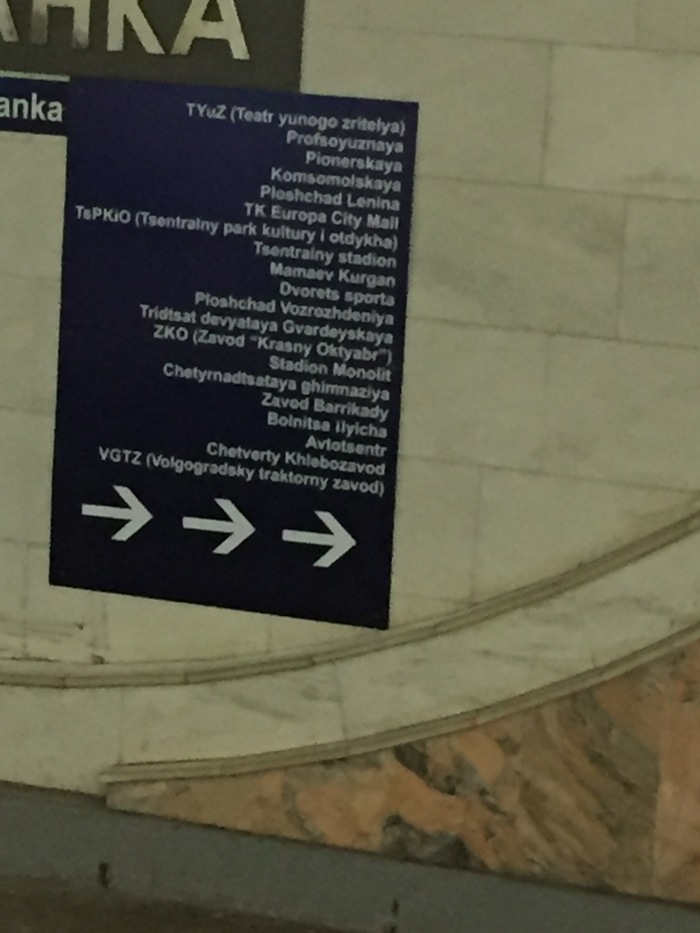 АНКА
anka
TYuZ (Teatr yunogo zritelya)
Profsoyuznaya
Pionerskaya
Komsomolskaya
Ploshchad Lenina
TK Europa City Mall
TsPKiO (Tsentralny park kultury i otdykha)
Tsentralny stadion
Mamaev Kurgan
Dvorets sporta
Ploshchad Vozrozhdeniya
Tridtsat devyataya Gvardeyskaya
ZKO (Zavod "Krasny Oktyabr")
Stadion Monolit
Chetyrnadtsataya ghimnaziya
Zavod Barrikady
Bolnitsa Ilyicha
Avtotsentr
Chetverty Khlebozavod
VGTZ (Volgogradsky traktorny zavod)